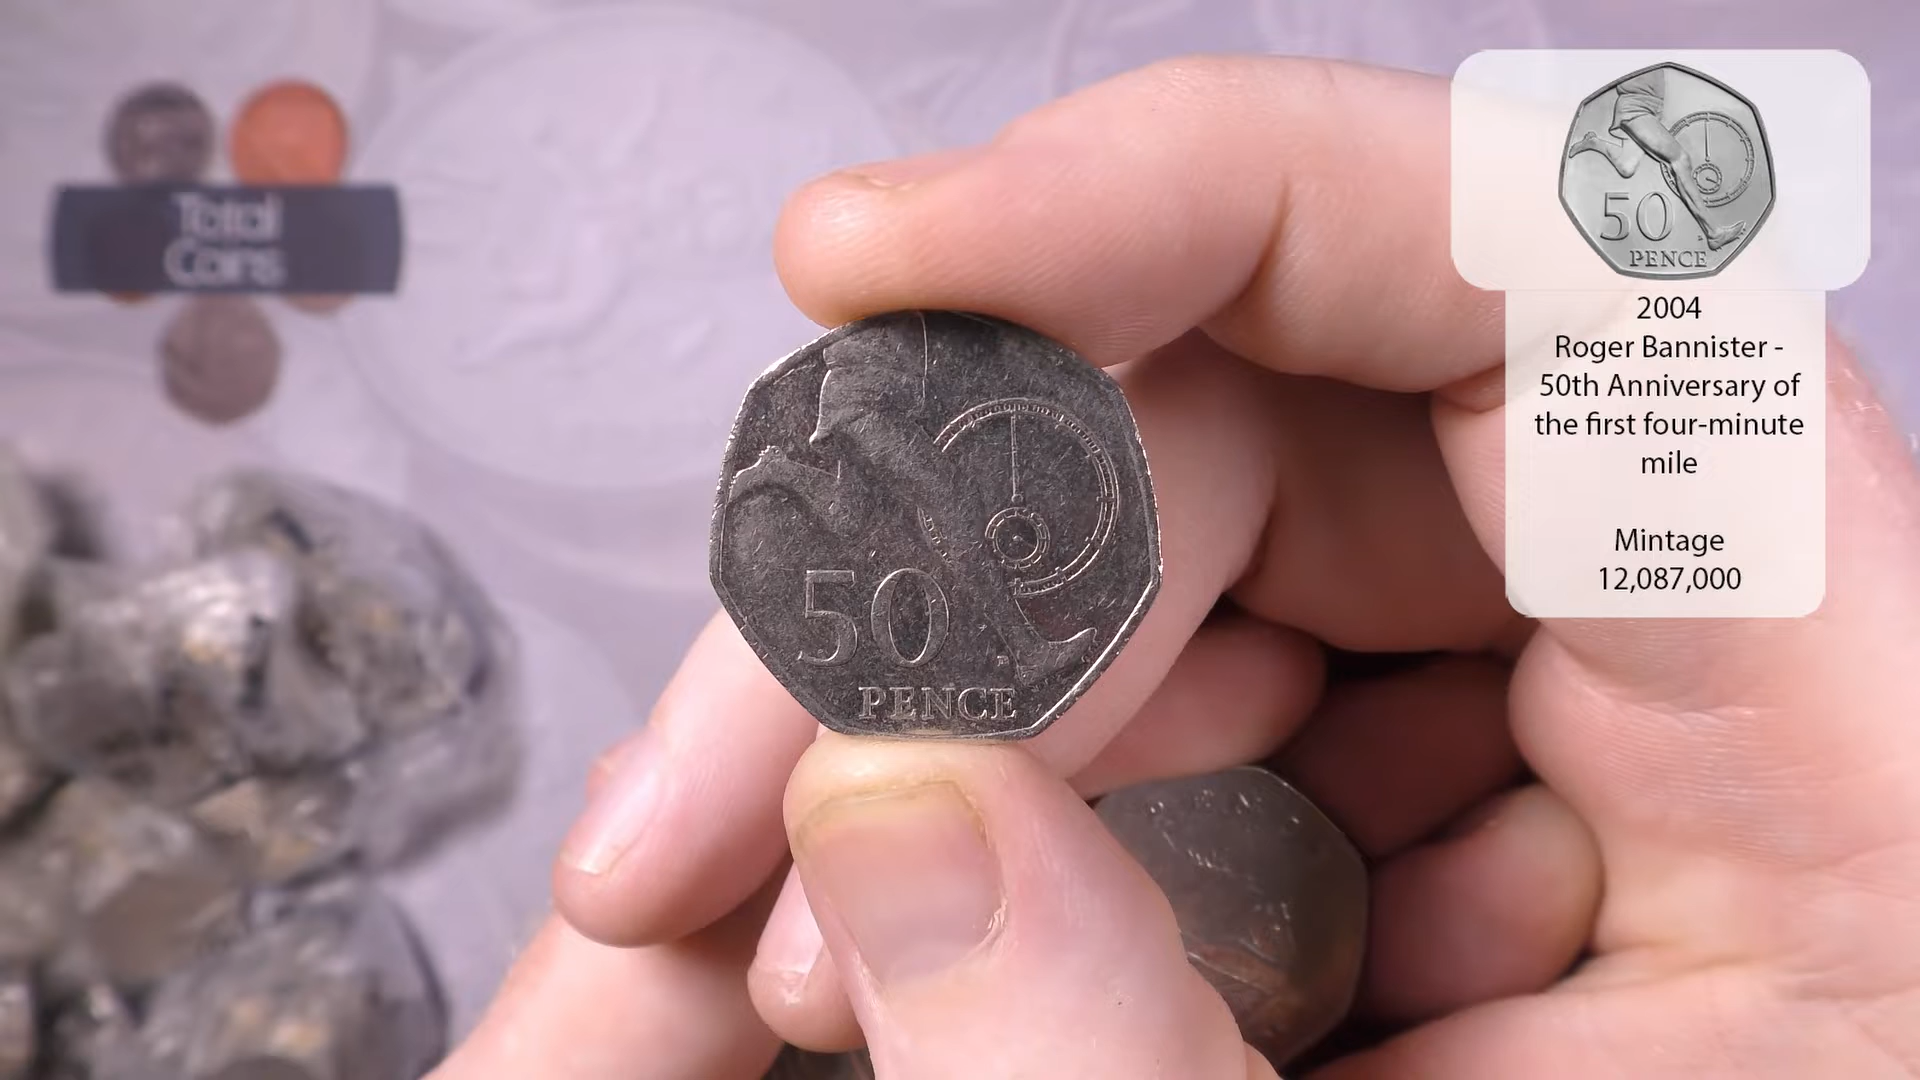 Total
Coins
50
PENCE
50
PENCE
2004
Roger Bannister -
50th Anniversary of
the first four-minute
mile
Mintage
12,087,000